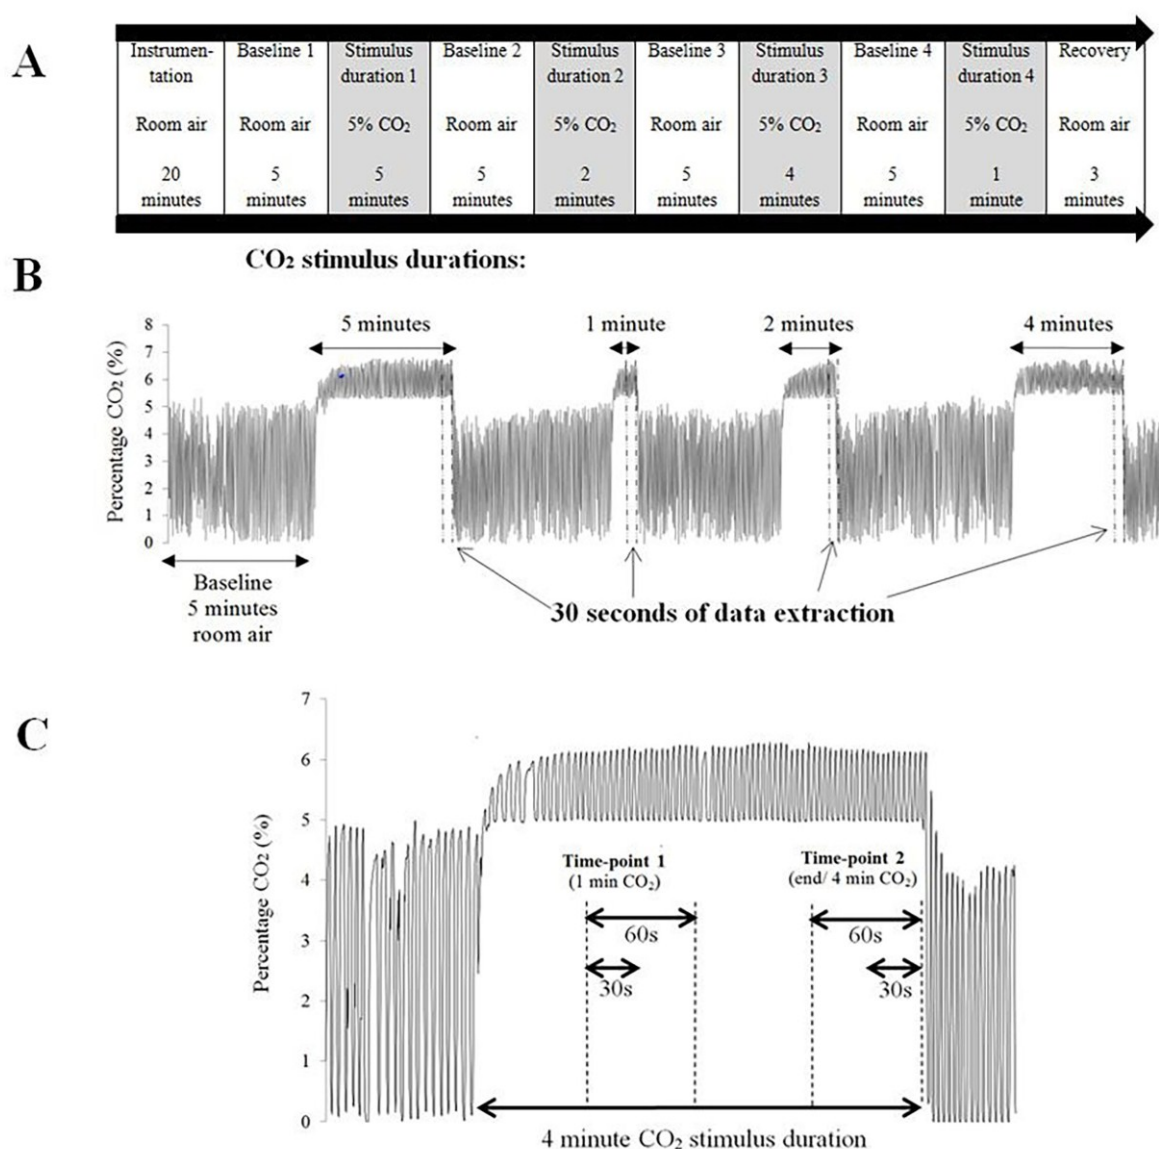 A
Instrumen-
tation
Room air
20
minutes
Baseline 1
Room air
5
minutes
Stimulus
duration 1
5% CO₂
5
minutes
Baseline 2
Room air
5
minutes
Stimulus
duration 2
5% CO₂
2
minutes
Baseline 3
Room air
5
minutes
Stimulus
duration 3
5% CO₂
4
minutes
Baseline 4
Room air
5
minutes
Stimulus
duration 4
5% CO₂
1
minute
Recovery
Room air
3
minutes
B
CO₂ stimulus durations:
5 minutes
1 minute
2 minutes
4 minutes
Percentage CO₂ (%)
8
7
6
5
4
3
2
1
0
Baseline
5 minutes
room air
30 seconds of data extraction
C
Percentage CO₂ (%)
7
6
5
4
3
2
1
0
Time-point 1
(1 min CO₂)
60s
30s
Time-point 2
(end/ 4 min CO₂)
60s
30s
4 minute CO₂ stimulus duration